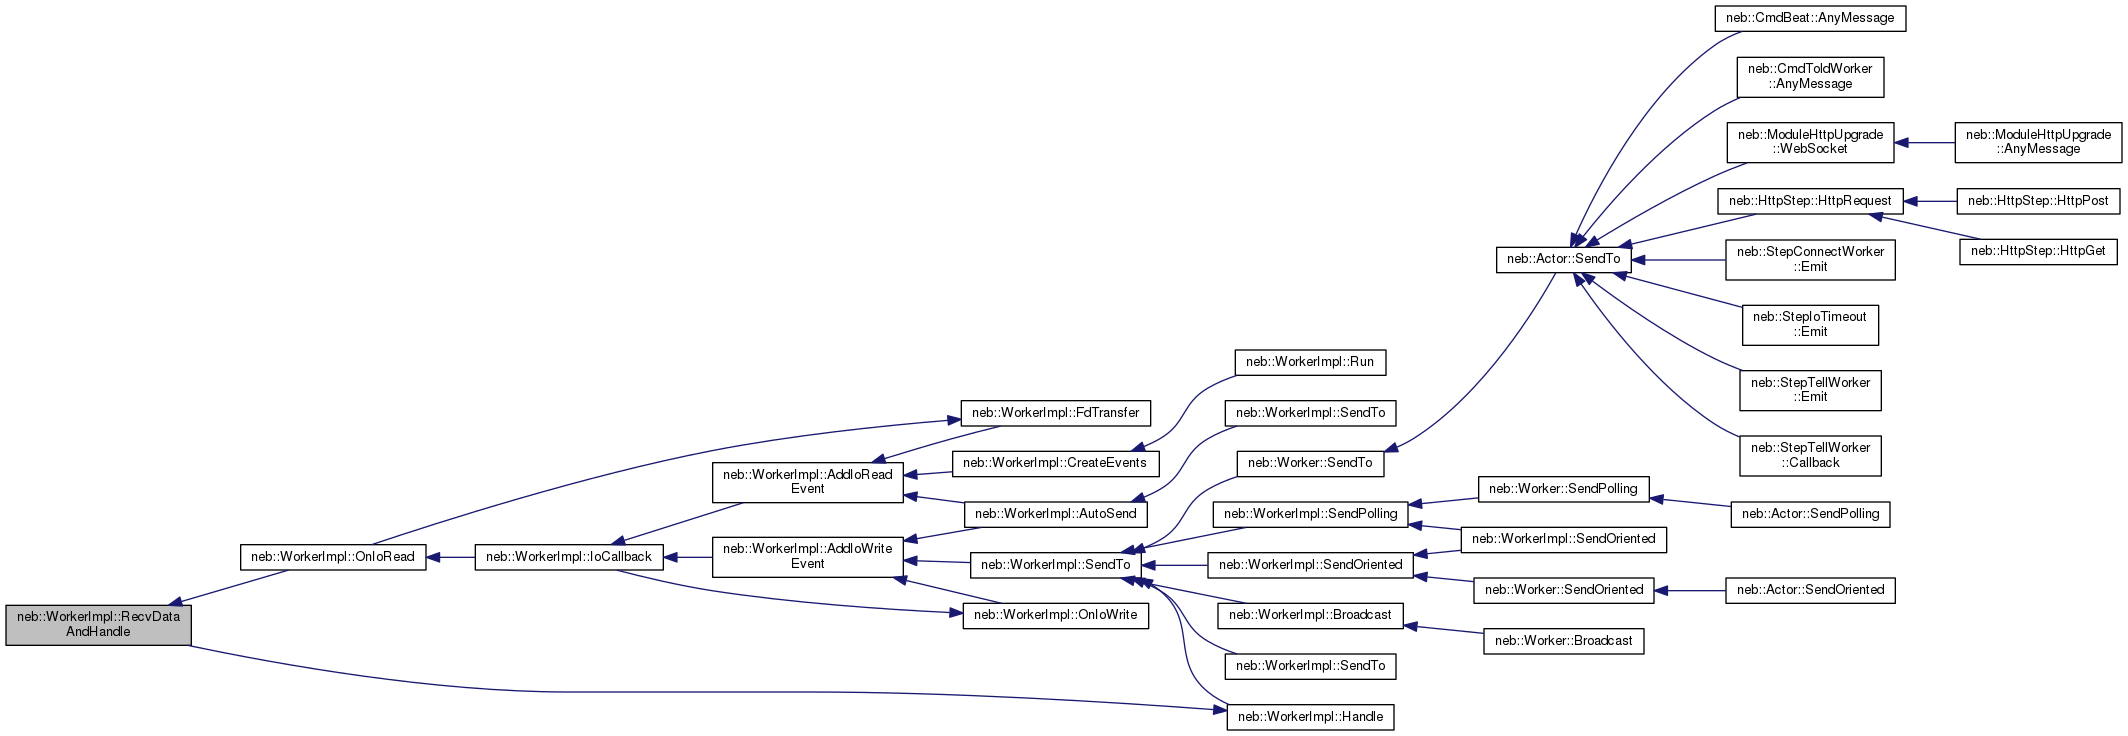 neb::CmdBeat::AnyMessage
neb::CmdToldWorker
::AnyMessage
neb::ModuleHttpUpgrade
::WebSocket
neb::ModuleHttpUpgrade
::AnyMessage
neb::HttpStep::HttpRequest
neb::HttpStep::HttpPost
neb::HttpStep::HttpGet
neb::Actor::SendTo
neb::StepConnectWorker
::Emit
neb::StepIoTimeout
::Emit
neb::StepTellWorker
::Emit
neb::StepTellWorker
::Callback
neb::WorkerImpl::Run
neb::WorkerImpl::FdTransfer
neb::WorkerImpl::SendTo
neb::WorkerImpl::CreateEvents
neb::Worker::SendTo
neb::WorkerImpl::AddIoRead
Event
neb::WorkerImpl::AutoSend
neb::WorkerImpl::SendPolling
neb::Worker::SendPolling
neb::Actor::SendPolling
neb::WorkerImpl::SendOriented
neb::WorkerImpl::OnIoRead
neb::WorkerImpl::IoCallback
neb::WorkerImpl::AddIoWrite
Event
neb::WorkerImpl::SendTo
neb::WorkerImpl::SendOriented
neb::Worker::SendOriented
neb::Actor::SendOriented
neb::WorkerImpl::OnIoWrite
neb::WorkerImpl::Broadcast
neb::Worker::Broadcast
neb::WorkerImpl::RecvData
AndHandle
neb::WorkerImpl::SendTo
neb::WorkerImpl::Handle